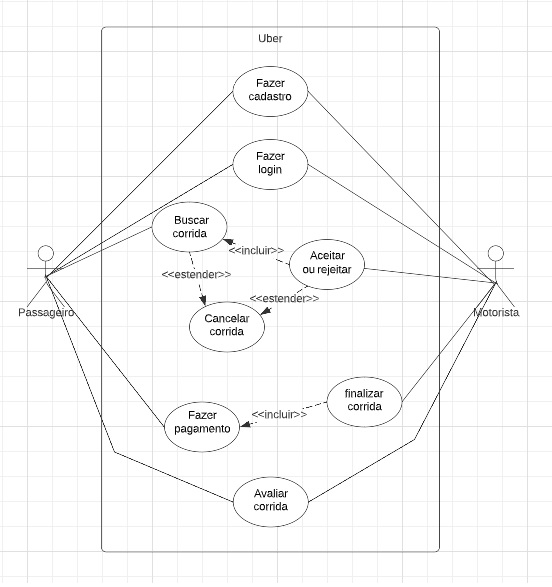 Uber
Fazer
cadastro
Fazer
login
Buscar
corrida
<<incluir>>
Aceitar
ou rejeitar
<<estender>>
<<estender>>
Cancelar
corrida
Passageiro
Motorista
finalizar
corrida
Fazer
pagamento
<<incluir>>
Avaliar
corrida